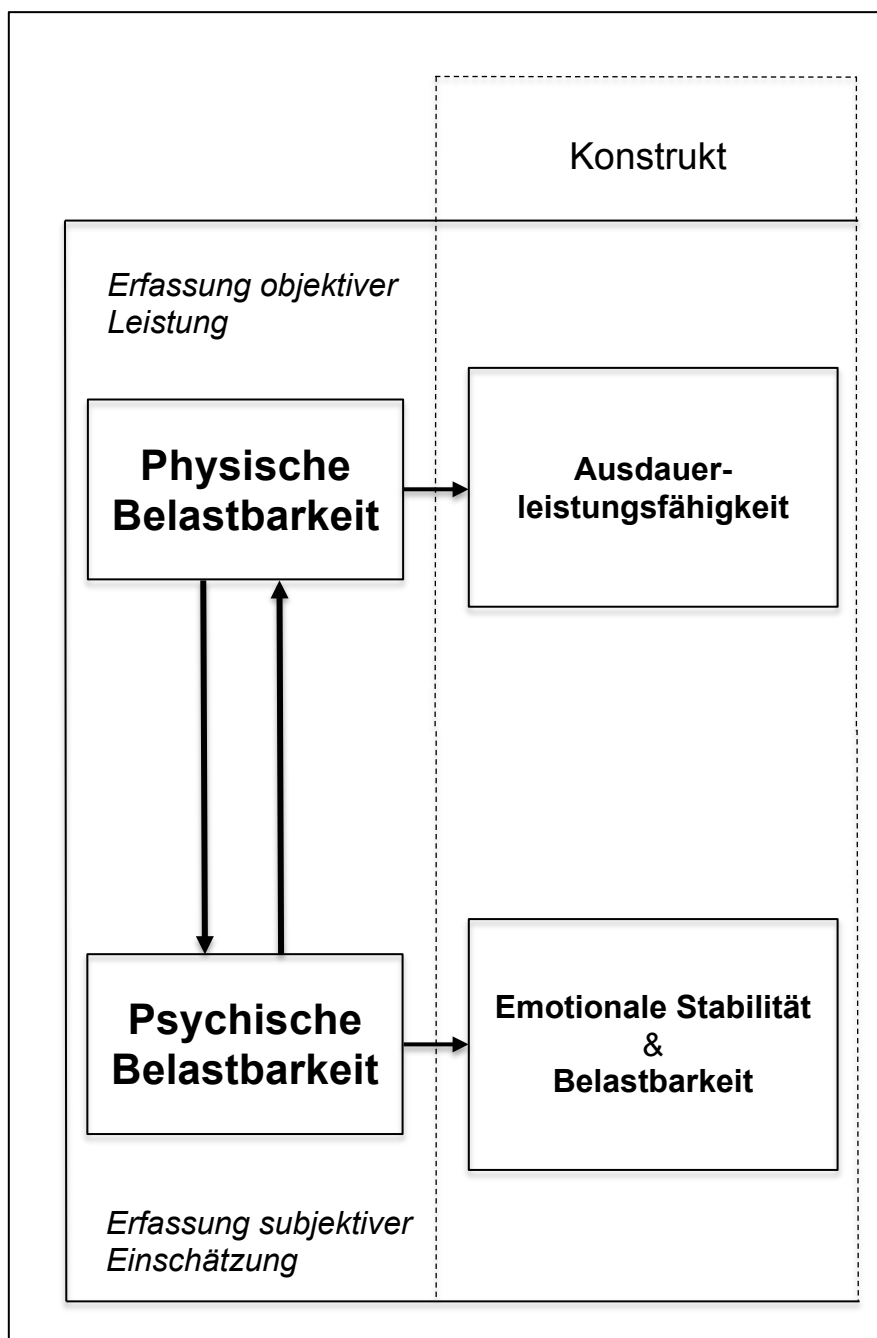 Konstrukt
Erfassung objektiver
Leistung
Physische
Belastbarkeit
Ausdauer-
leistungsfähigkeit
Psychische
Belastbarkeit
Emotionale Stabilität
&
Belastbarkeit
Erfassung subjektiver
Einschätzung